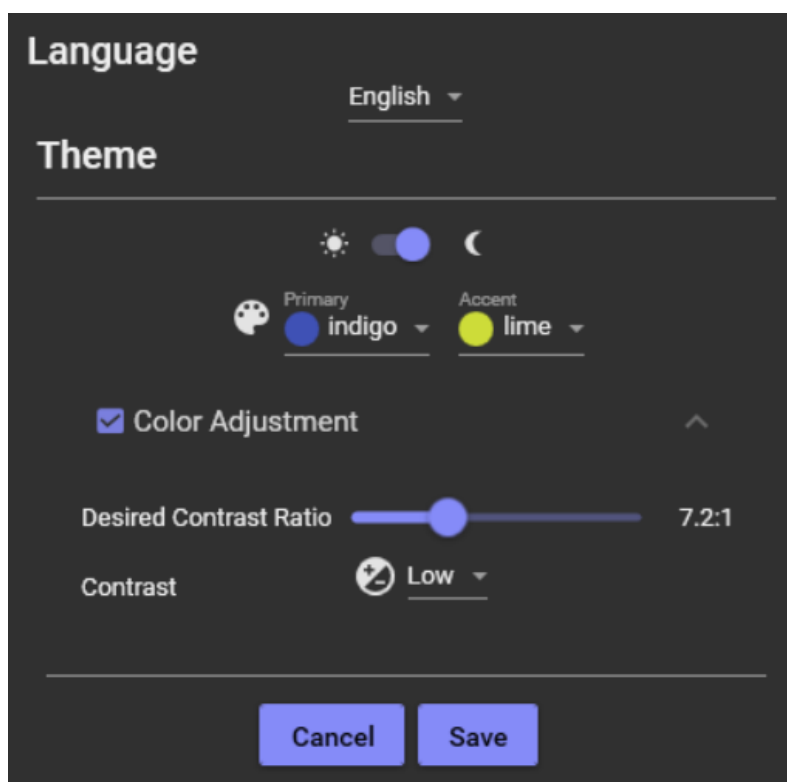 Language
English
Theme
Primary Accent
indigo lime
Color Adjustment
Desired Contrast Ratio 7.2:1
Contrast Low
Cancel Save